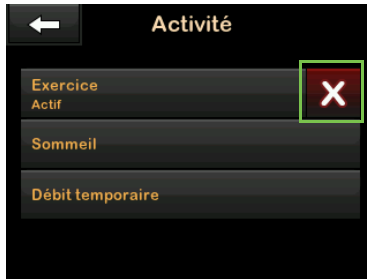 Activité
Exercice
Actif
Sommeil
Débit temporaire